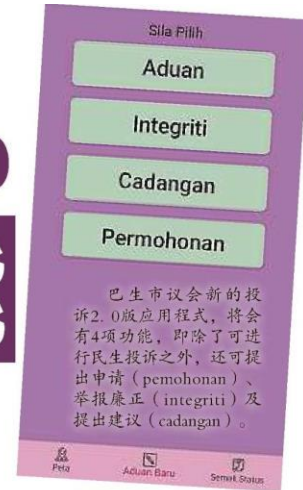 Sila Pilih
Aduan
Integriti
Cadangan
Permohonan
巴生市议会新的投
诉2. 0版应用程式，将会
有4项功能，即除了可进
行民生投诉之外，还可提
出申请（pemohonan）、
举报廉正（integriti）及
提出建议（cadangan）。
Peta
Aduan Baru
Semak Status